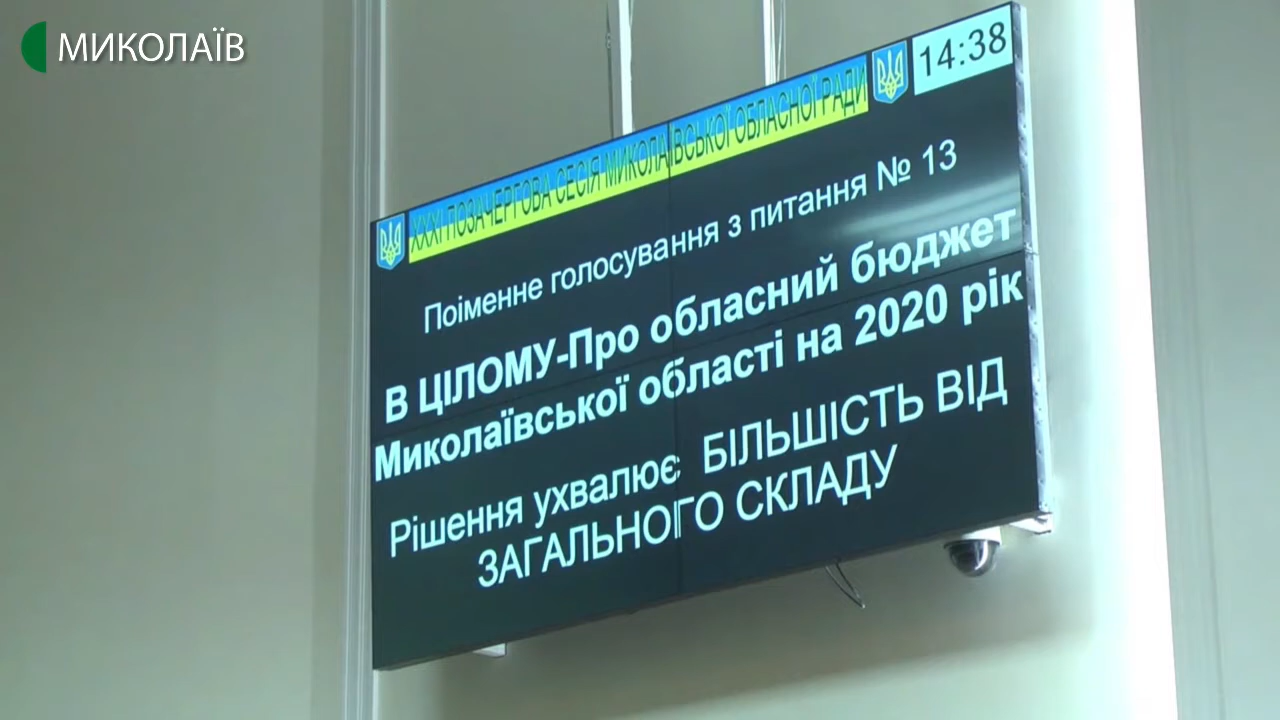 МИКОЛАЇВ
14:38
XXXI ПОЗАЧЕРГОВА СЕСІЯ МИКОЛАЇВСЬКОЇ ОБЛАСНОЇ РАДИ
Поіменне голосування з питання № 13
В ЦІЛОМУ-Про обласний бюджет
Миколаївської області на 2020 рік
Рішення ухвалює: БІЛЬШІСТЬ ВІД
ЗАГАЛЬНОГО СКЛАДУ